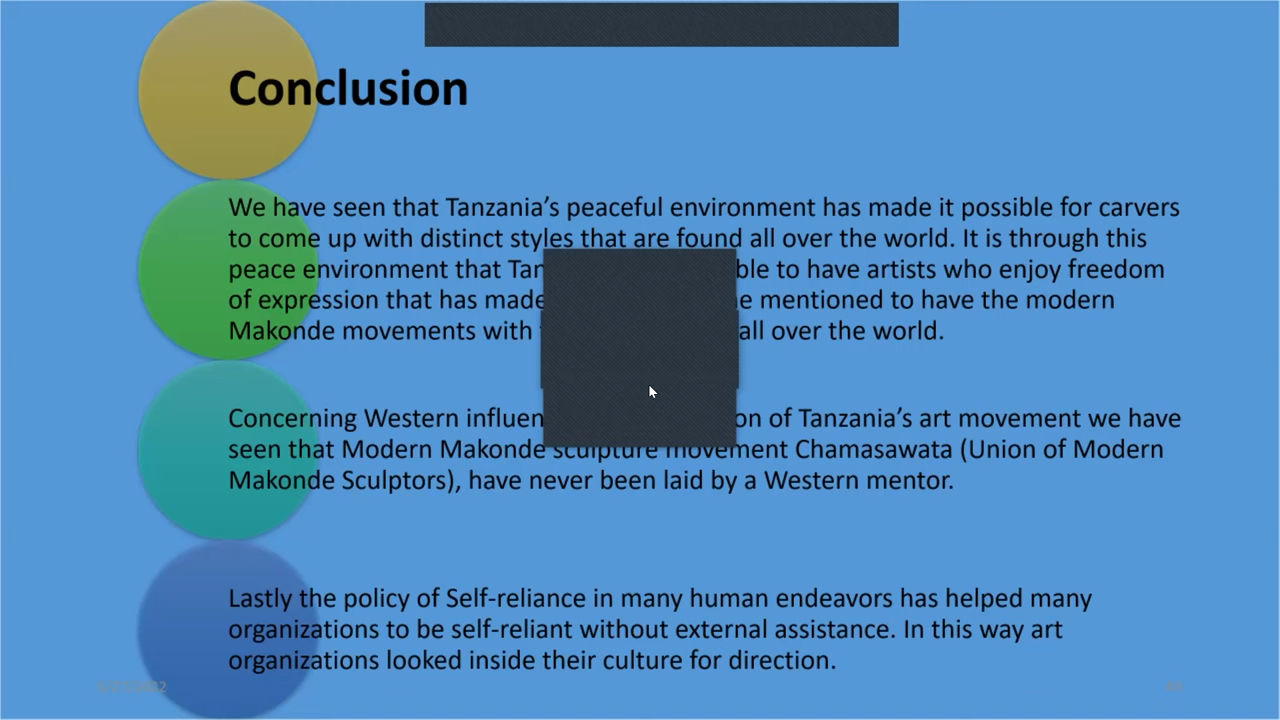 Conclusion
We have seen that Tanzania's peaceful environment has made it possible for carvers
to come up with distinct styles that are found all over the world. It is through this
peace environment that to have artists who enjoy freedom
of expression that has made mentioned to have the modern
Makonde movements with all over the world.
Concerning Western of Tanzania's art movement we have
seen that Modern Makonde sculpture movement Chamasawata (Union of Modern
Makonde Sculptors), have never been laid by a Western mentor.
Lastly the policy of Self-reliance in many human endeavors has helped many
organizations to be self-reliant without external assistance. In this way art
organizations looked inside their culture for direction.